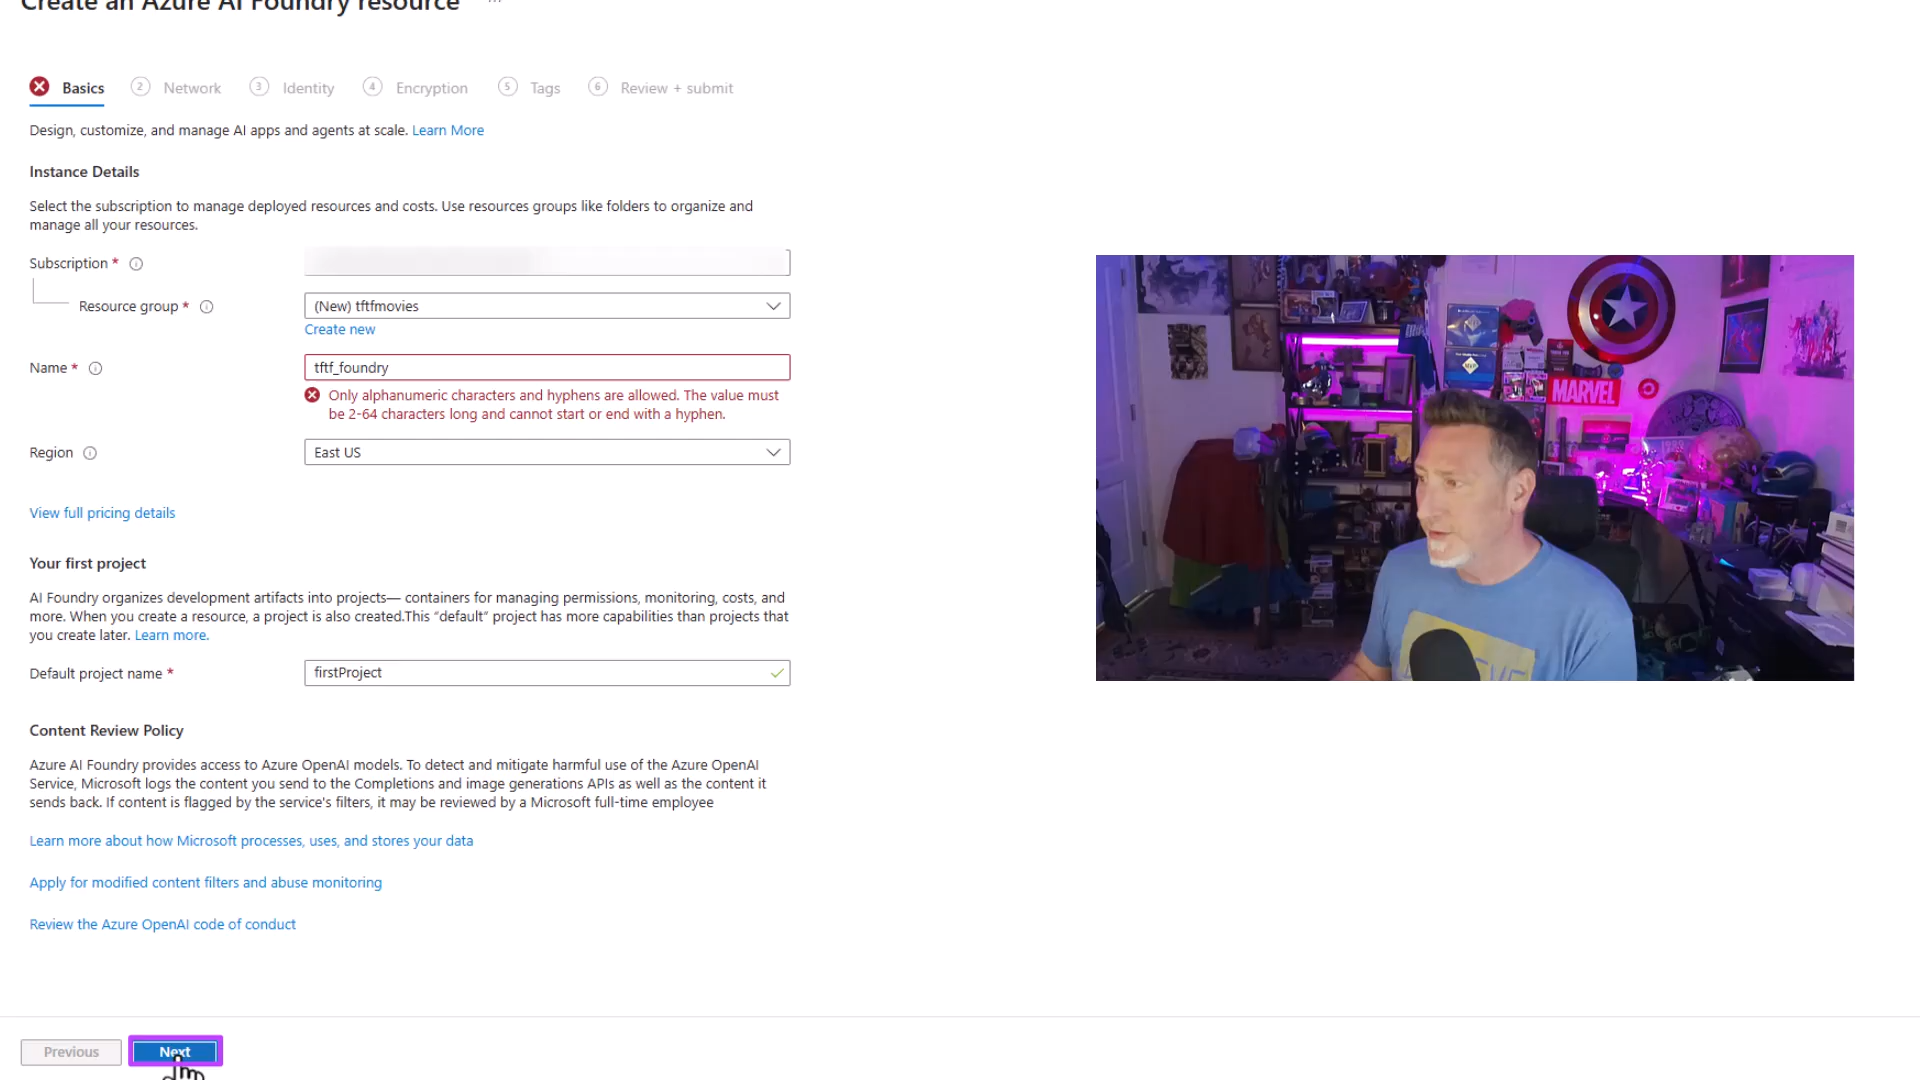 Create an Azure AI Foundry resource ...
Basics
2 Network
3 Identity
4 Encryption
5 Tags
6 Review + submit
Design, customize, and manage AI apps and agents at scale. Learn More
Instance Details
Select the subscription to manage deployed resources and costs. Use resources groups like folders to organize and
manage all your resources.
Subscription *
Resource group *
(New) tftfmovies
Create new
Name *
tftf_foundry
Only alphanumeric characters and hyphens are allowed. The value must
be 2-64 characters long and cannot start or end with a hyphen.
Region
East US
View full pricing details
Your first project
AI Foundry organizes development artifacts into projects— containers for managing permissions, monitoring, costs, and
more. When you create a resource, a project is also created.This "default" project has more capabilities than projects that
you create later. Learn more.
Default project name *
firstProject
Content Review Policy
Azure AI Foundry provides access to Azure OpenAI models. To detect and mitigate harmful use of the Azure OpenAI
Service, Microsoft logs the content you send to the Completions and image generations APIs as well as the content it
sends back. If content is flagged by the service's filters, it may be reviewed by a Microsoft full-time employee
Learn more about how Microsoft processes, uses, and stores your data
Apply for modified content filters and abuse monitoring
Review the Azure OpenAI code of conduct
Previous
Next
MARVEL